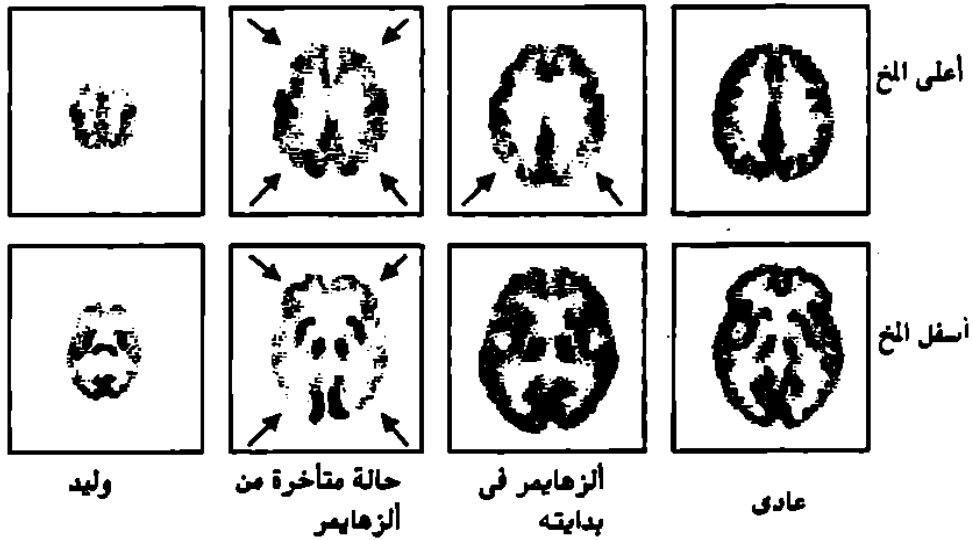 أعلى المخ
أسفل المخ
عادى
ألزهايمر فى
بدايته
حالة متأخرة من
ألزهايمر
وليد